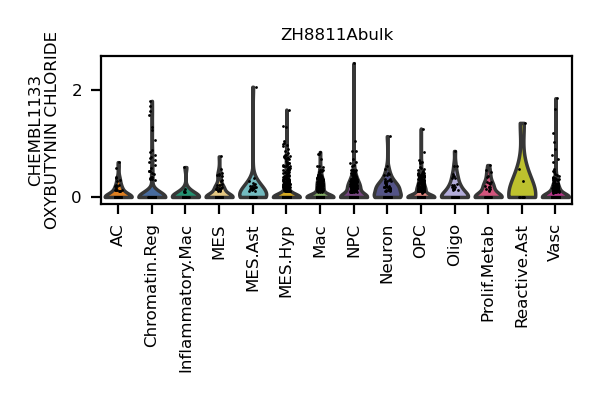 ZH8811Abulk
CHEMBL1133
OXYBUTYNIN CHLORIDE
2
0
AC
Chromatin.Reg
Inflammatory.Mac
MES
MES.Ast
MES.Hyp
Mac
NPC
Neuron
OPC
Oligo
Prolif.Metab
Reactive.Ast
Vasc